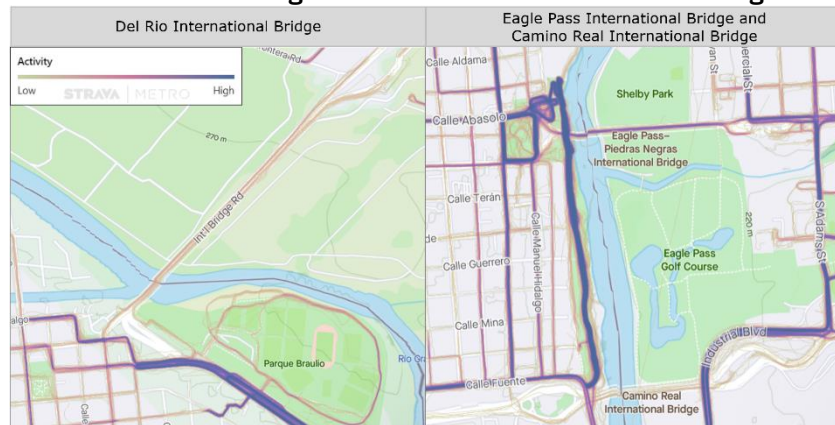 Del Rio International Bridge
Eagle Pass International Bridge and
Camino Real International Bridge
Activity
Low
High
STRAVA | METRO
270 m
Int'l Bridge Rd
Parque Braulio
Calle Aldama
Calle Abasolo
Calle Terán
Calle Guerrero
Calle Manuel Hidalgo
Calle Mina
Calle Fuente
Shelby Park
Eagle Pass–
Piedras Negras
International Bridge
Eagle Pass
Golf Course
220 m
S Adams St
Industrial Blvd
Camino Real
International Bridge